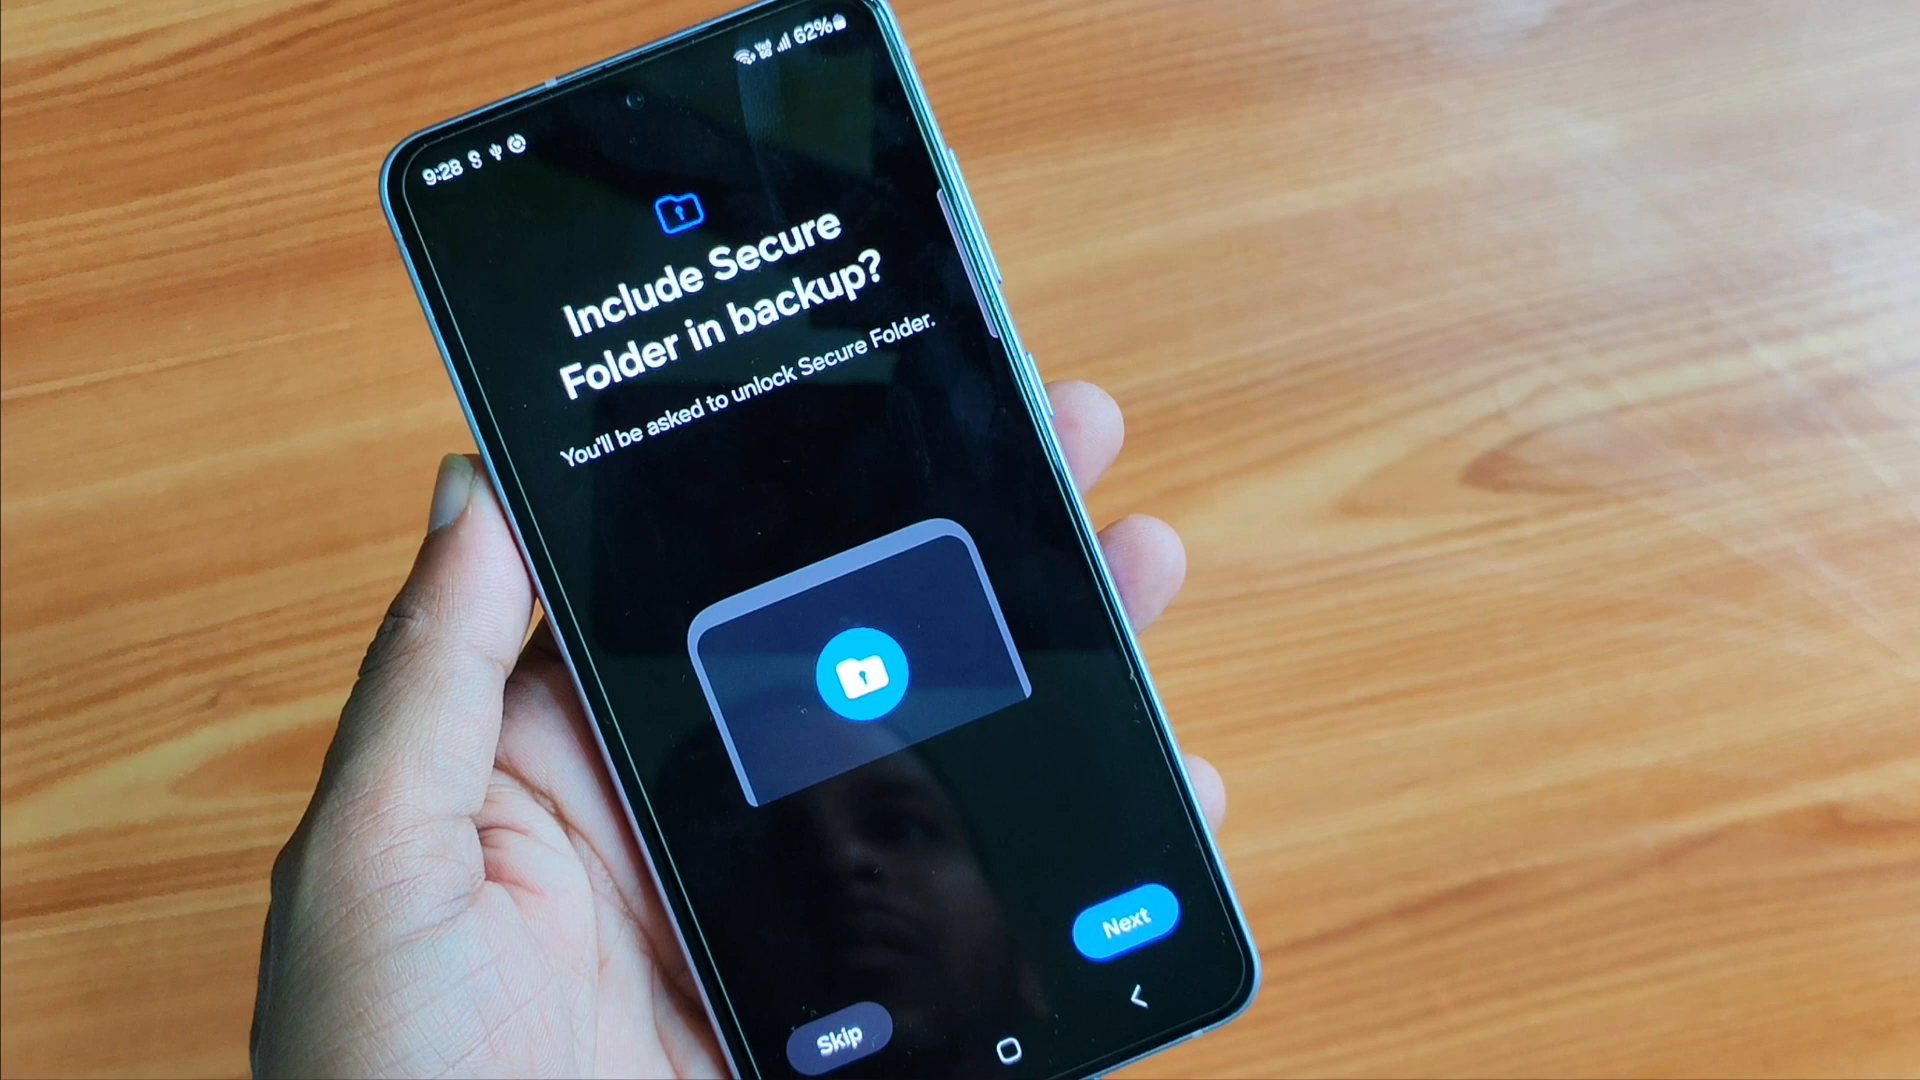 9:28
62%
Include Secure
Folder in backup?
You'll be asked to unlock Secure Folder.
Next
Skip